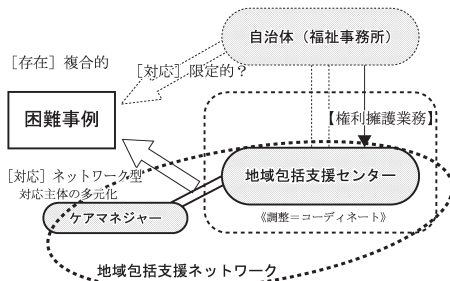 自治体（福祉事務所）
［存在］複合的
［対応］限定的？
困難事例
【権利擁護業務】
［対応］ネットワーク型
対応主体の多元化
地域包括支援センター
ケアマネジャー
《調整＝コーディネート》
地域包括支援ネットワーク